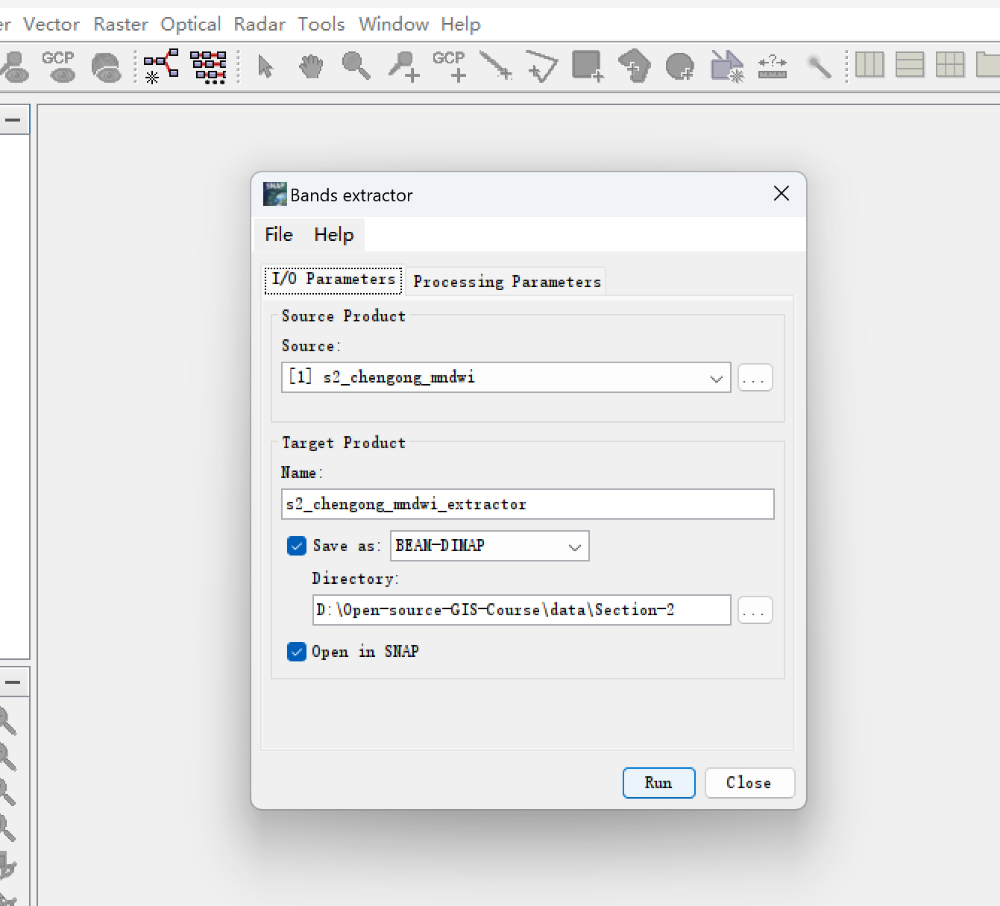 er Vector Raster Optical Radar Tools Window Help
GCP GCP
SNAP Bands extractor
File Help
I/O Parameters Processing Parameters
Source Product
Source:
[1] s2_chengong_mndwi
...
Target Product
Name:
s2_chengong_mndwi_extractor
Save as: BEAM-DIMAP
Directory:
D:\Open-source-GIS-Course\data\Section-2
...
Open in SNAP
Run Close